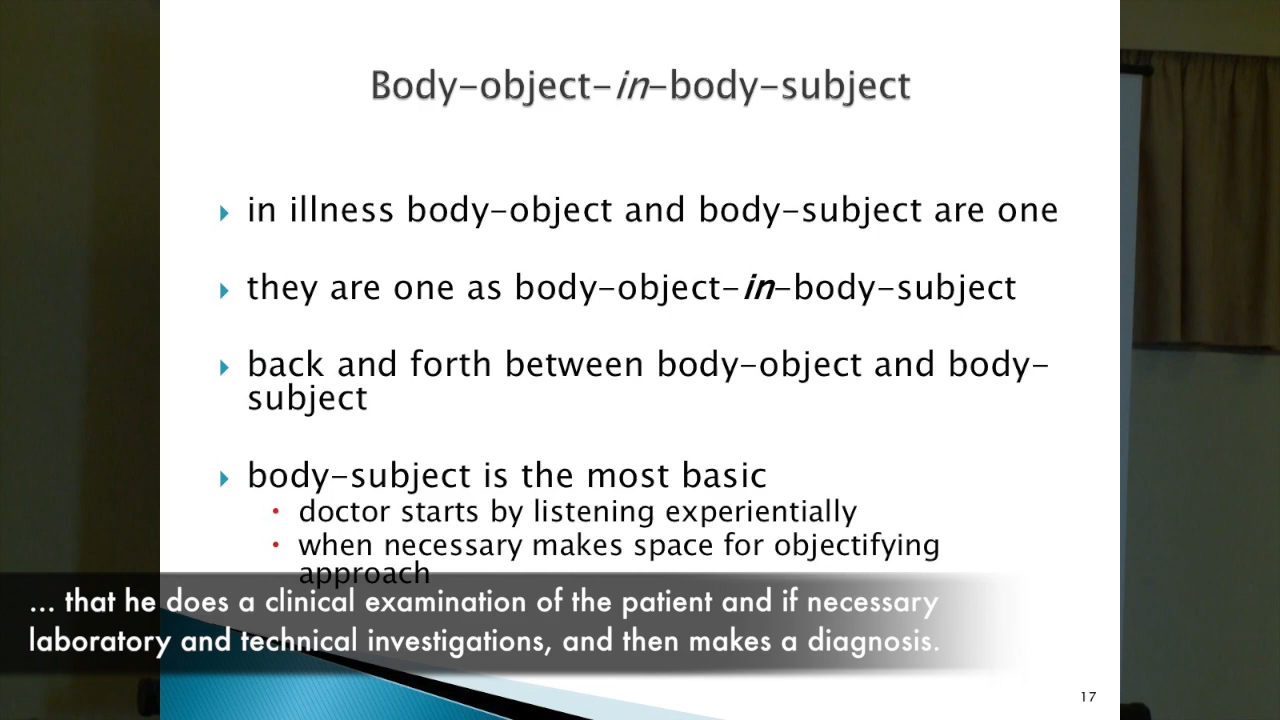 Body-object-in-body-subject
in illness body-object and body-subject are one
they are one as body-object-in-body-subject
back and forth between body-object and body-
subject
body-subject is the most basic
doctor starts by listening experientially
when necessary makes space for objectifying
approach
... that he does a clinical examination of the patient and if necessary
laboratory and technical investigations, and then makes a diagnosis.
17